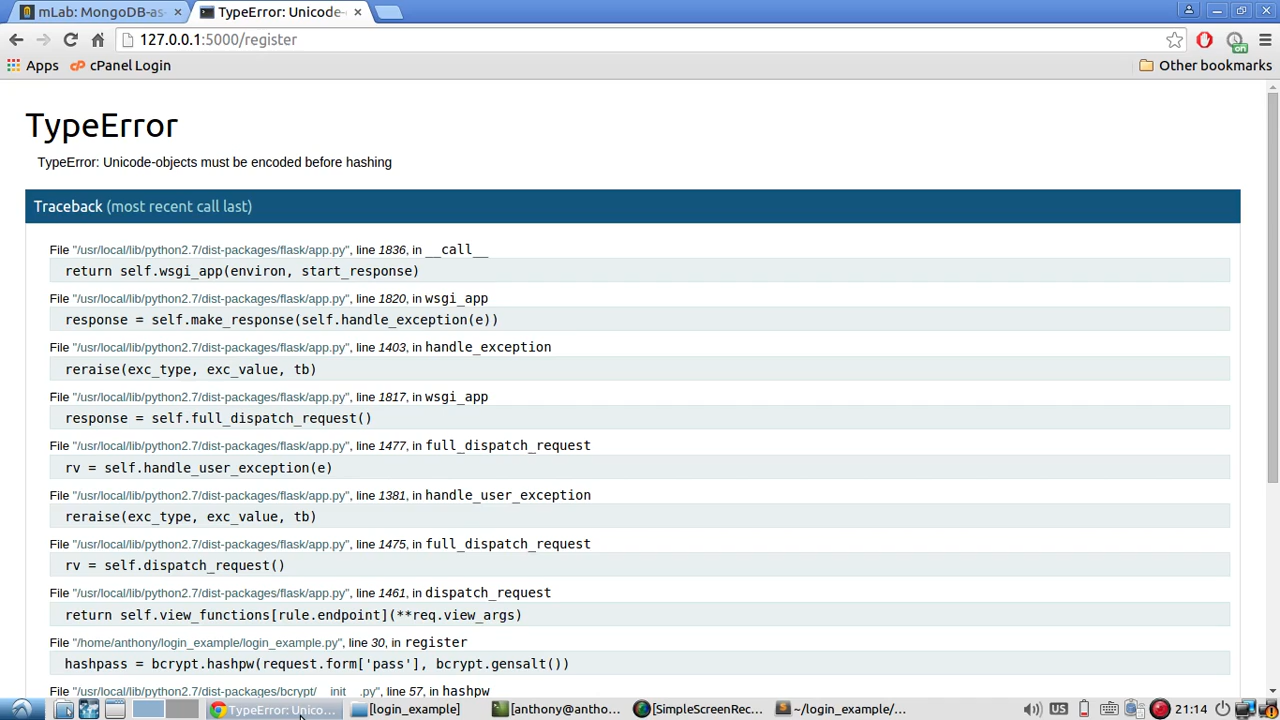 mLab: MongoDB-as-
TypeError: Unicode-
127.0.0.1:5000/register
Apps
cPanel Login
Other bookmarks
on
TypeError
TypeError: Unicode-objects must be encoded before hashing
Traceback (most recent call last)
File "/usr/local/lib/python2.7/dist-packages/flask/app.py", line 1836, in __call__
return self.wsgi_app(environ, start_response)
File "/usr/local/lib/python2.7/dist-packages/flask/app.py", line 1820, in wsgi_app
response = self.make_response(self.handle_exception(e))
File "/usr/local/lib/python2.7/dist-packages/flask/app.py", line 1403, in handle_exception
reraise(exc_type, exc_value, tb)
File "/usr/local/lib/python2.7/dist-packages/flask/app.py", line 1817, in wsgi_app
response = self.full_dispatch_request()
File "/usr/local/lib/python2.7/dist-packages/flask/app.py", line 1477, in full_dispatch_request
rv = self.handle_user_exception(e)
File "/usr/local/lib/python2.7/dist-packages/flask/app.py", line 1381, in handle_user_exception
reraise(exc_type, exc_value, tb)
File "/usr/local/lib/python2.7/dist-packages/flask/app.py", line 1475, in full_dispatch_request
rv = self.dispatch_request()
File "/usr/local/lib/python2.7/dist-packages/flask/app.py", line 1461, in dispatch_request
return self.view_functions[rule.endpoint](**req.view_args)
File "/home/anthony/login_example/login_example.py", line 30, in register
hashpass = bcrypt.hashpw(request.form['pass'], bcrypt.gensalt())
File "/usr/local/lib/python2.7/dist-packages/bcrypt/__init__.py", line 57, in hashpw
TypeError: Unico...
[login_example]
[anthony@antho...
[SimpleScreenRec...
~/login_example/...
US
21:14